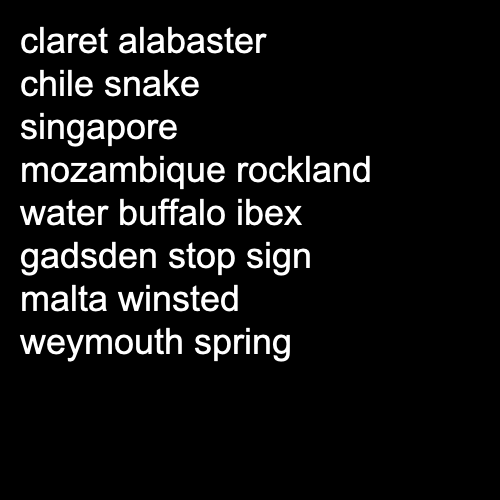 claret alabaster
chile snake
singapore
mozambique rockland
water buffalo ibex
gadsden stop sign
malta winsted
weymouth spring